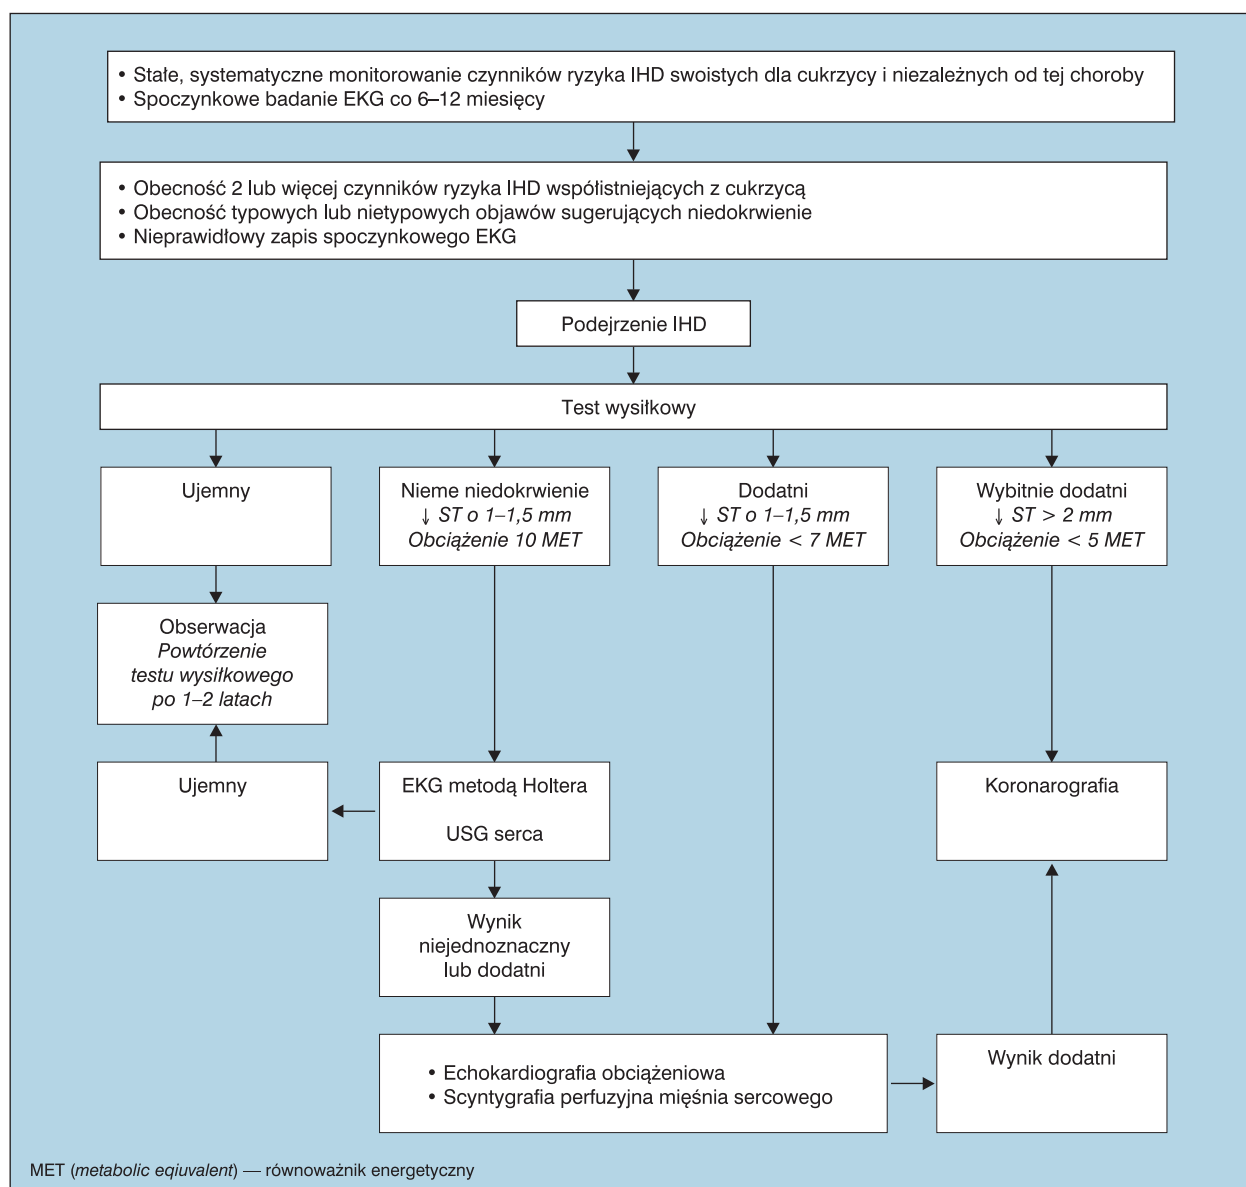 • Stałe, systematyczne monitorowanie czynników ryzyka IHD swoistych dla cukrzycy i niezależnych od tej choroby
• Spoczynkowe badanie EKG co 6–12 miesięcy
• Obecność 2 lub więcej czynników ryzyka IHD współistniejących z cukrzycą
• Obecność typowych lub nietypowych objawów sugerujących niedokrwienie
• Nieprawidłowy zapis spoczynkowego EKG
Podejrzenie IHD
Test wysiłkowy
Ujemny
Nieme niedokrwienie
↓ ST o 1–1,5 mm
Obciążenie 10 MET
Dodatni
↓ ST o 1–1,5 mm
Obciążenie < 7 MET
Wybitnie dodatni
↓ ST > 2 mm
Obciążenie < 5 MET
Obserwacja
Powtórzenie
testu wysiłkowego
po 1–2 latach
Ujemny
EKG metodą Holtera
USG serca
Koronarografia
Wynik
niejednoznaczny
lub dodatni
• Echokardiografia obciążeniowa
• Scyntygrafia perfuzyjna mięśnia sercowego
Wynik dodatni
MET (metabolic eqiuvalent) — równoważnik energetyczny